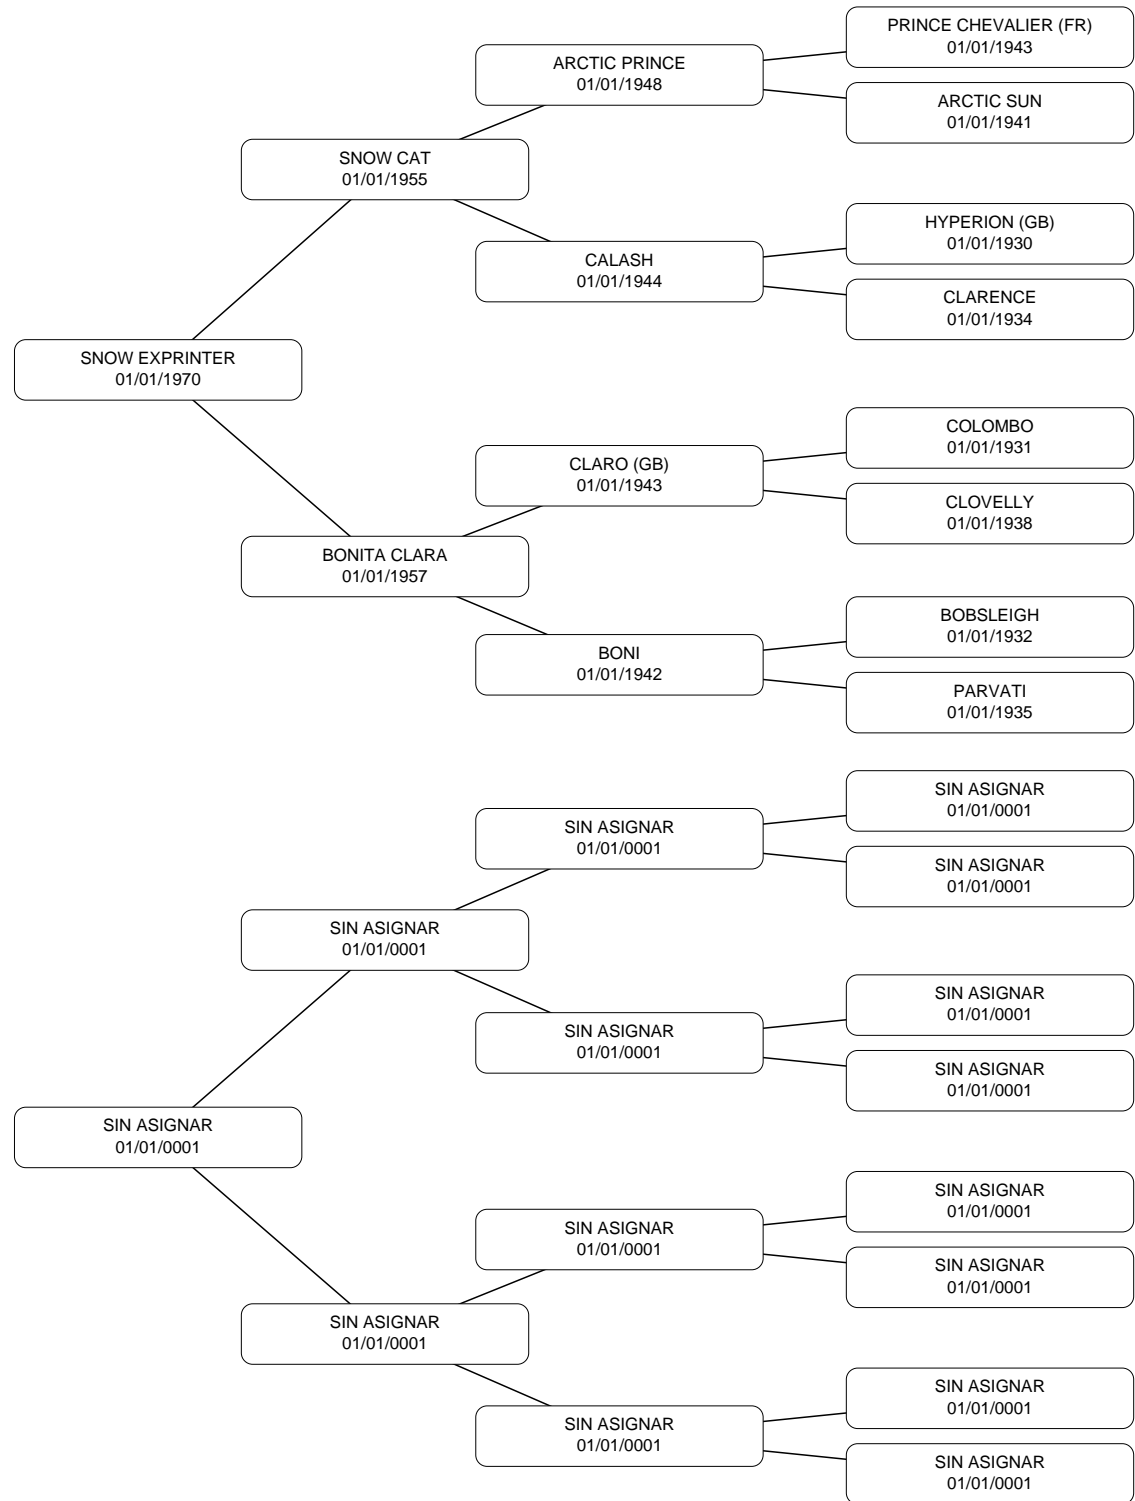 PRINCE CHEVALIER (FR)
01/01/1943
ARCTIC PRINCE
01/01/1948
ARCTIC SUN
01/01/1941
SNOW CAT
01/01/1955
HYPERION (GB)
01/01/1930
CALASH
01/01/1944
CLARENCE
01/01/1934
SNOW EXPRINTER
01/01/1970
COLOMBO
01/01/1931
CLARO (GB)
01/01/1943
CLOVELLY
01/01/1938
BONITA CLARA
01/01/1957
BOBSLEIGH
01/01/1932
BONI
01/01/1942
PARVATI
01/01/1935
SIN ASIGNAR
01/01/0001
SIN ASIGNAR
01/01/0001
SIN ASIGNAR
01/01/0001
SIN ASIGNAR
01/01/0001
SIN ASIGNAR
01/01/0001
SIN ASIGNAR
01/01/0001
SIN ASIGNAR
01/01/0001
SIN ASIGNAR
01/01/0001
SIN ASIGNAR
01/01/0001
SIN ASIGNAR
01/01/0001
SIN ASIGNAR
01/01/0001
SIN ASIGNAR
01/01/0001
SIN ASIGNAR
01/01/0001
SIN ASIGNAR
01/01/0001
SIN ASIGNAR
01/01/0001